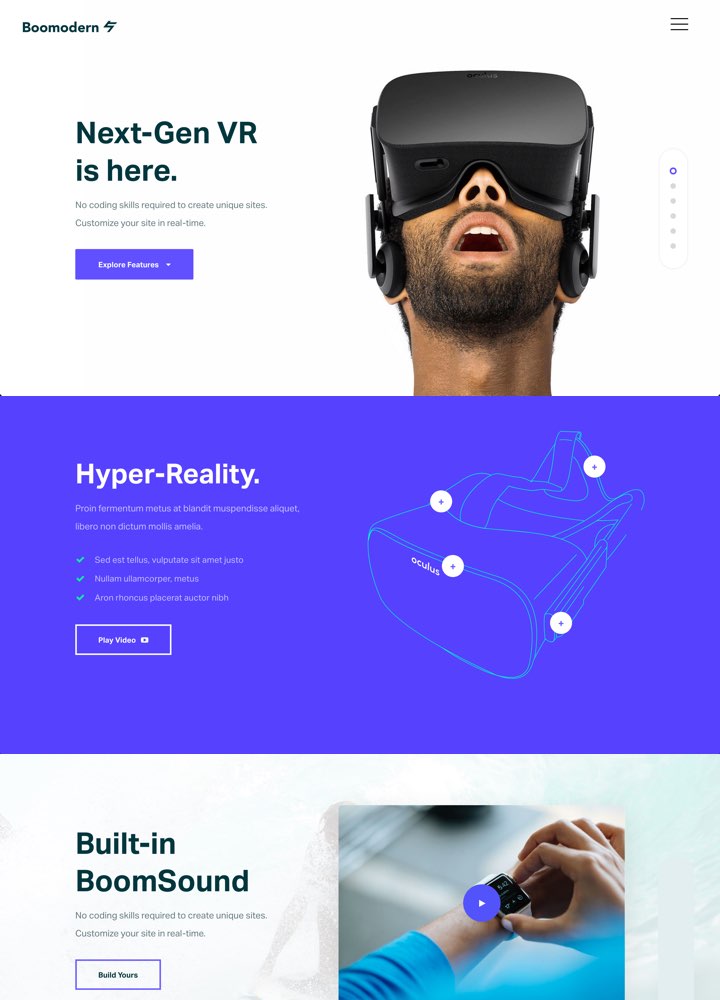 Boomodern
oculus
Next-Gen VR
is here.
No coding skills required to create unique sites.
Customize your site in real-time.
Explore Features
Hyper-Reality.
Proin fermentum metus at blandit muspendisse aliquet,
libero non dictum mollis amelia.
Sed est tellus, vulputate sit amet justo
Nullam ullamcorper, metus
Aron rhoncus placerat auctor nibh
Play Video
oculus
Built-in
BoomSound
No coding skills required to create unique sites.
Customize your site in real-time.
Build Yours